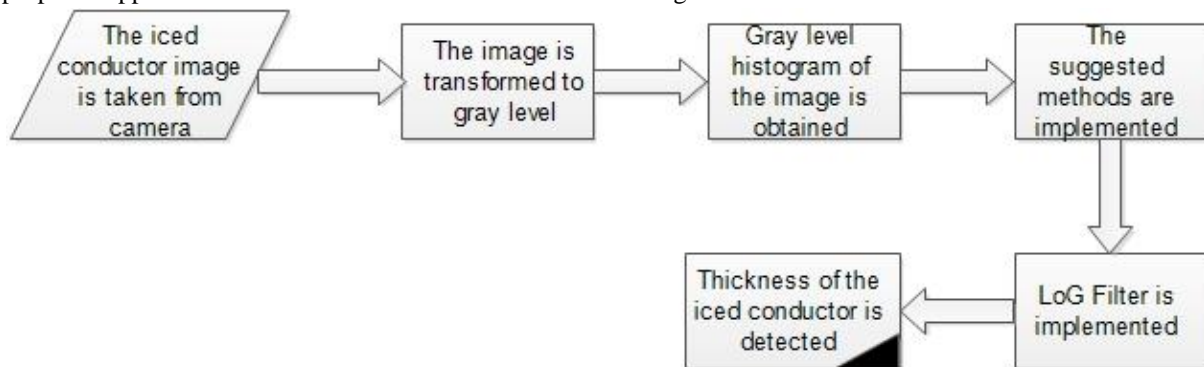 The iced
conductor image
is taken from
camera
The image is
transformed to
gray level
Gray level
histogram of
the image is
obtained
The
suggested
methods are
implemented
LoG Filter is
implemented
Thickness of the
iced conductor is
detected